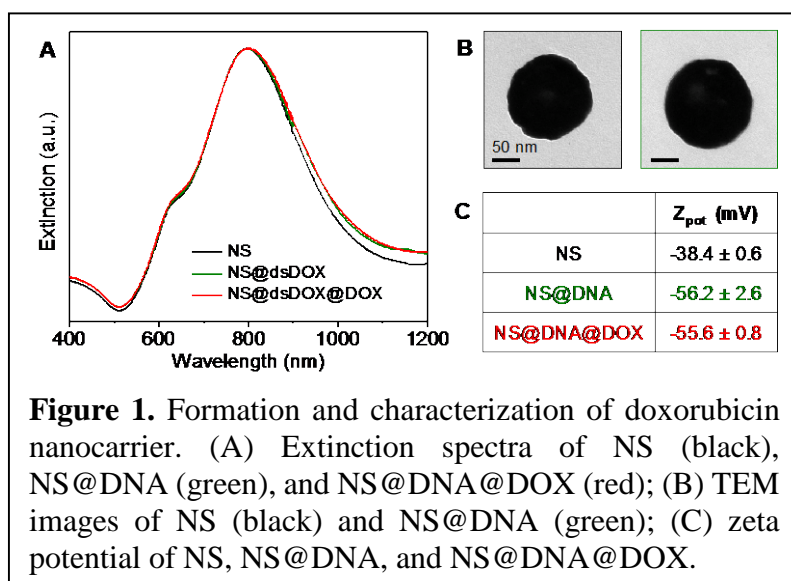 A
Extinction (a.u.)
NS
NS@dsDOX
NS@dsDOX@DOX
400 600 800 1000 1200
Wavelength (nm)
B
50 nm
C
Zpot (mV)
NS -38.4 ± 0.6
NS@DNA -56.2 ± 2.6
NS@DNA@DOX -55.6 ± 0.8
Figure 1. Formation and characterization of doxorubicin
nanocarrier. (A) Extinction spectra of NS (black),
NS@DNA (green), and NS@DNA@DOX (red); (B) TEM
images of NS (black) and NS@DNA (green); (C) zeta
potential of NS, NS@DNA, and NS@DNA@DOX.